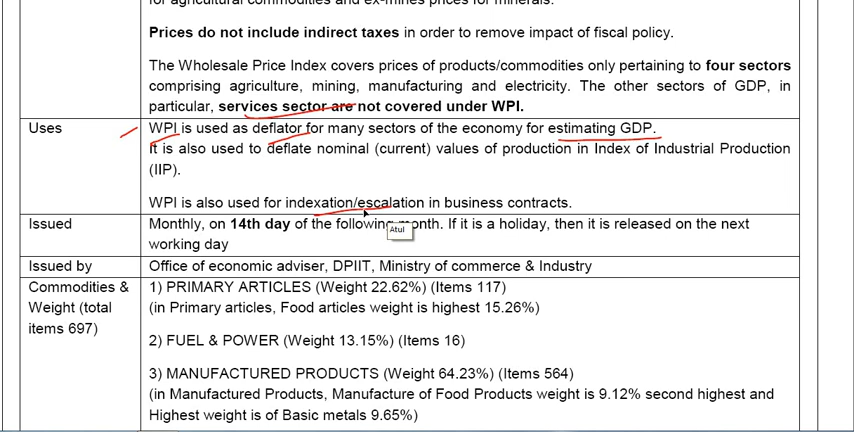 for agricultural commodities and ex-mines prices for minerals.
Prices do not include indirect taxes in order to remove impact of fiscal policy.
The Wholesale Price Index covers prices of products/commodities only pertaining to four sectors
comprising agriculture, mining, manufacturing and electricity. The other sectors of GDP, in
particular, services sector are not covered under WPI.
Uses
WPI is used as deflator for many sectors of the economy for estimating GDP.
It is also used to deflate nominal (current) values of production in Index of Industrial Production
(IIP).
WPI is also used for indexation/escalation in business contracts.
Issued
Monthly, on 14th day of the following month. If it is a holiday, then it is released on the next
working day
Atul
Issued by
Office of economic adviser, DPIIT, Ministry of commerce & Industry
Commodities &
Weight (total
items 697)
1) PRIMARY ARTICLES (Weight 22.62%) (Items 117)
(in Primary articles, Food articles weight is highest 15.26%)
2) FUEL & POWER (Weight 13.15%) (Items 16)
3) MANUFACTURED PRODUCTS (Weight 64.23%) (Items 564)
(in Manufactured Products, Manufacture of Food Products weight is 9.12% second highest and
Highest weight is of Basic metals 9.65%)